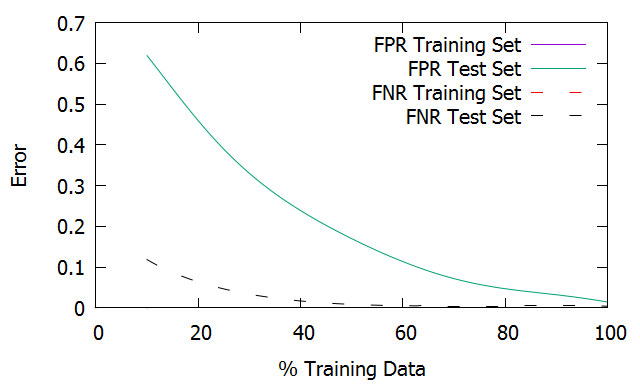 0.7
0.6
0.5
0.4
0.3
0.2
0.1
0
Error
FPR Training Set
FPR Test Set
FNR Training Set
FNR Test Set
0 20 40 60 80 100
% Training Data